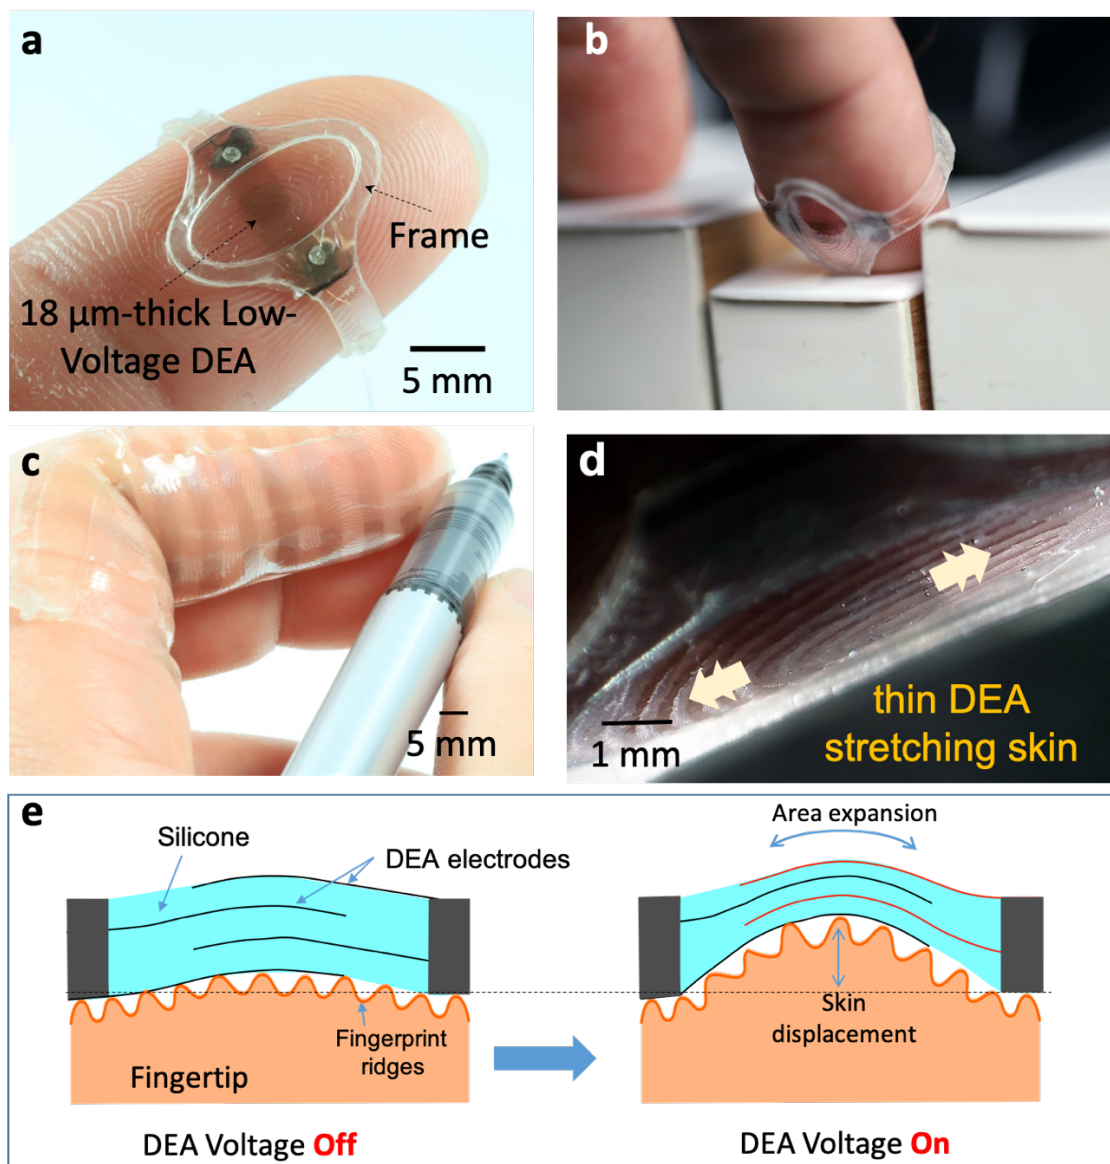 a
Frame
18 µm-thick Low-
Voltage DEA
5 mm
b
c
5 mm
d
1 mm
thin DEA
stretching skin
e
Silicone
DEA electrodes
Fingerprint
ridges
Fingertip
DEA Voltage Off
Area expansion
Skin
displacement
DEA Voltage On